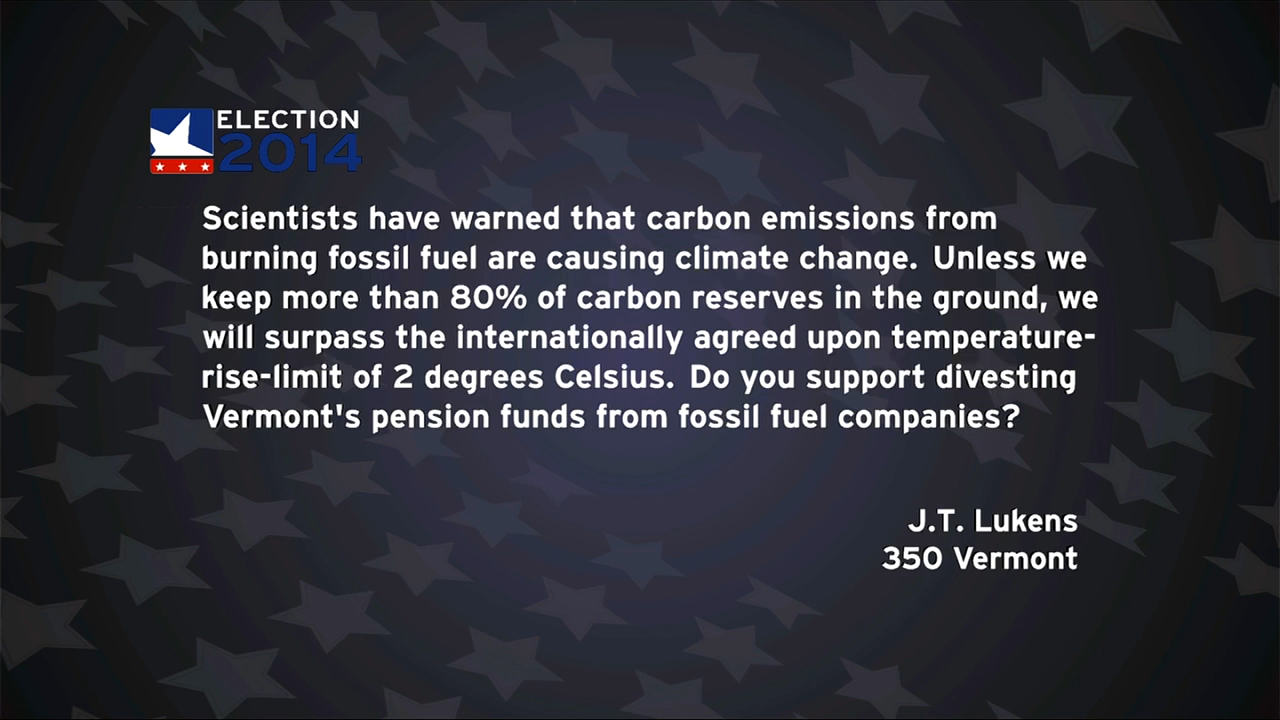 ELECTION
2014
Scientists have warned that carbon emissions from
burning fossil fuel are causing climate change. Unless we
keep more than 80% of carbon reserves in the ground, we
will surpass the internationally agreed upon temperature-
rise-limit of 2 degrees Celsius. Do you support divesting
Vermont's pension funds from fossil fuel companies?
J.T. Lukens
350 Vermont